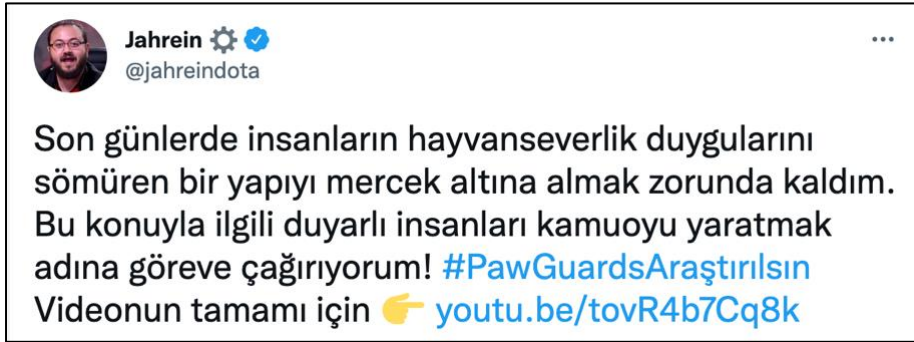 Jahrein
@jahreindota
Son günlerde insanların hayvanseverlik duygularını
sömüren bir yapıyı mercek altına almak zorunda kaldım.
Bu konuyla ilgili duyarlı insanları kamuoyu yaratmak
adına göreve çağırıyorum! #PawGuardsAraştırılsın
Videonun tamamı için 👉 youtu.be/tovR4b7Cq8k